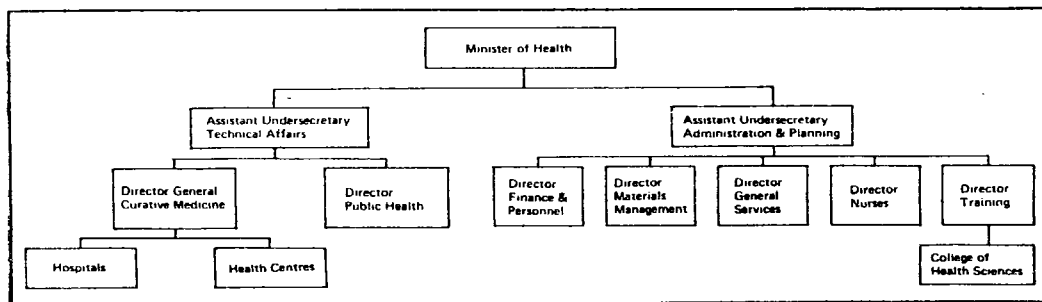 Minister of Health
Assistant Undersecretary
Technical Affairs
Assistant Undersecretary
Administration & Planning
Director General
Curative Medicine
Director
Public Health
Director
Finance &
Personnel
Director
Materials
Management
Director
General
Services
Director
Nurses
Director
Training
Hospitals
Health Centres
College of
Health Sciences